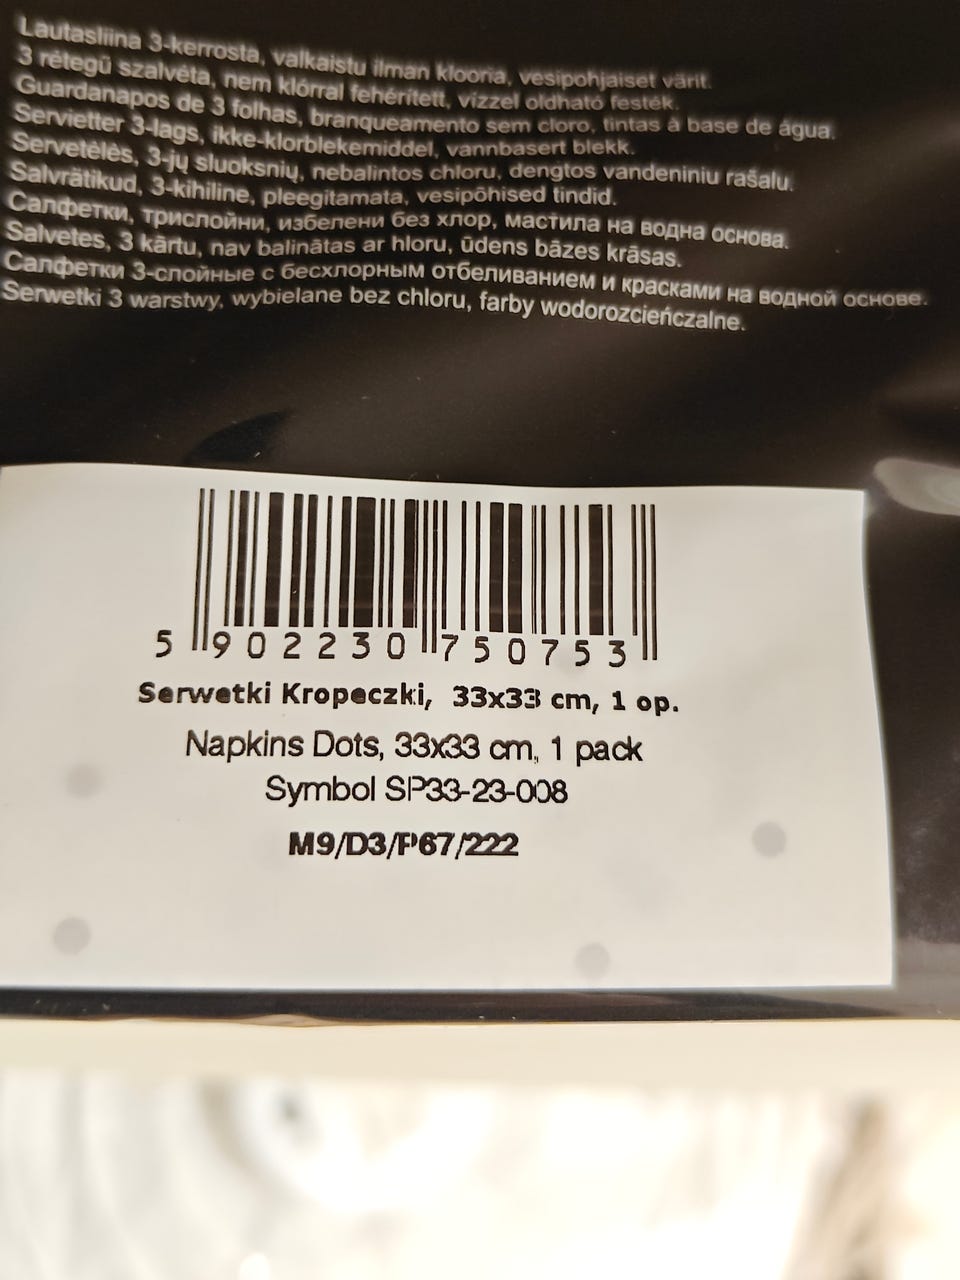 Lautasliina 3-kerrosta, valkaistu ilman klooria, vesipohjaiset värit.
3 rétegű szalvéta, nem klórral fehérített, vízzel oldható festék.
Guardanapos de 3 folhas, branqueamento sem cloro, tintas à base de água.
Servietter 3-lags, ikke-klorblekemiddel, vannbasert blekk.
Servetėlės, 3-jų sluoksnių, nebalintos chloru, dengtos vandeniniu rašalu.
Salvrätikud, 3-kihiline, pleegitamata, vesipõhised tindid.
Салфетки, трислойни, избелени без хлор, мастила на водна основа.
Salvetes, 3 kārtu, nav balinātas ar hloru, ūdens bāzes krāsas.
Салфетки 3-слойные с бесхлорным отбеливанием и красками на водной основе.
Serwetki 3 warstwy, wybielane bez chloru, farby wodorozcieńczalne.
5 902230 750753
Serwetki Kropeczki, 33x33 cm, 1 op.
Napkins Dots, 33x33 cm, 1 pack
Symbol SP33-23-008
M9/D3/P67/222